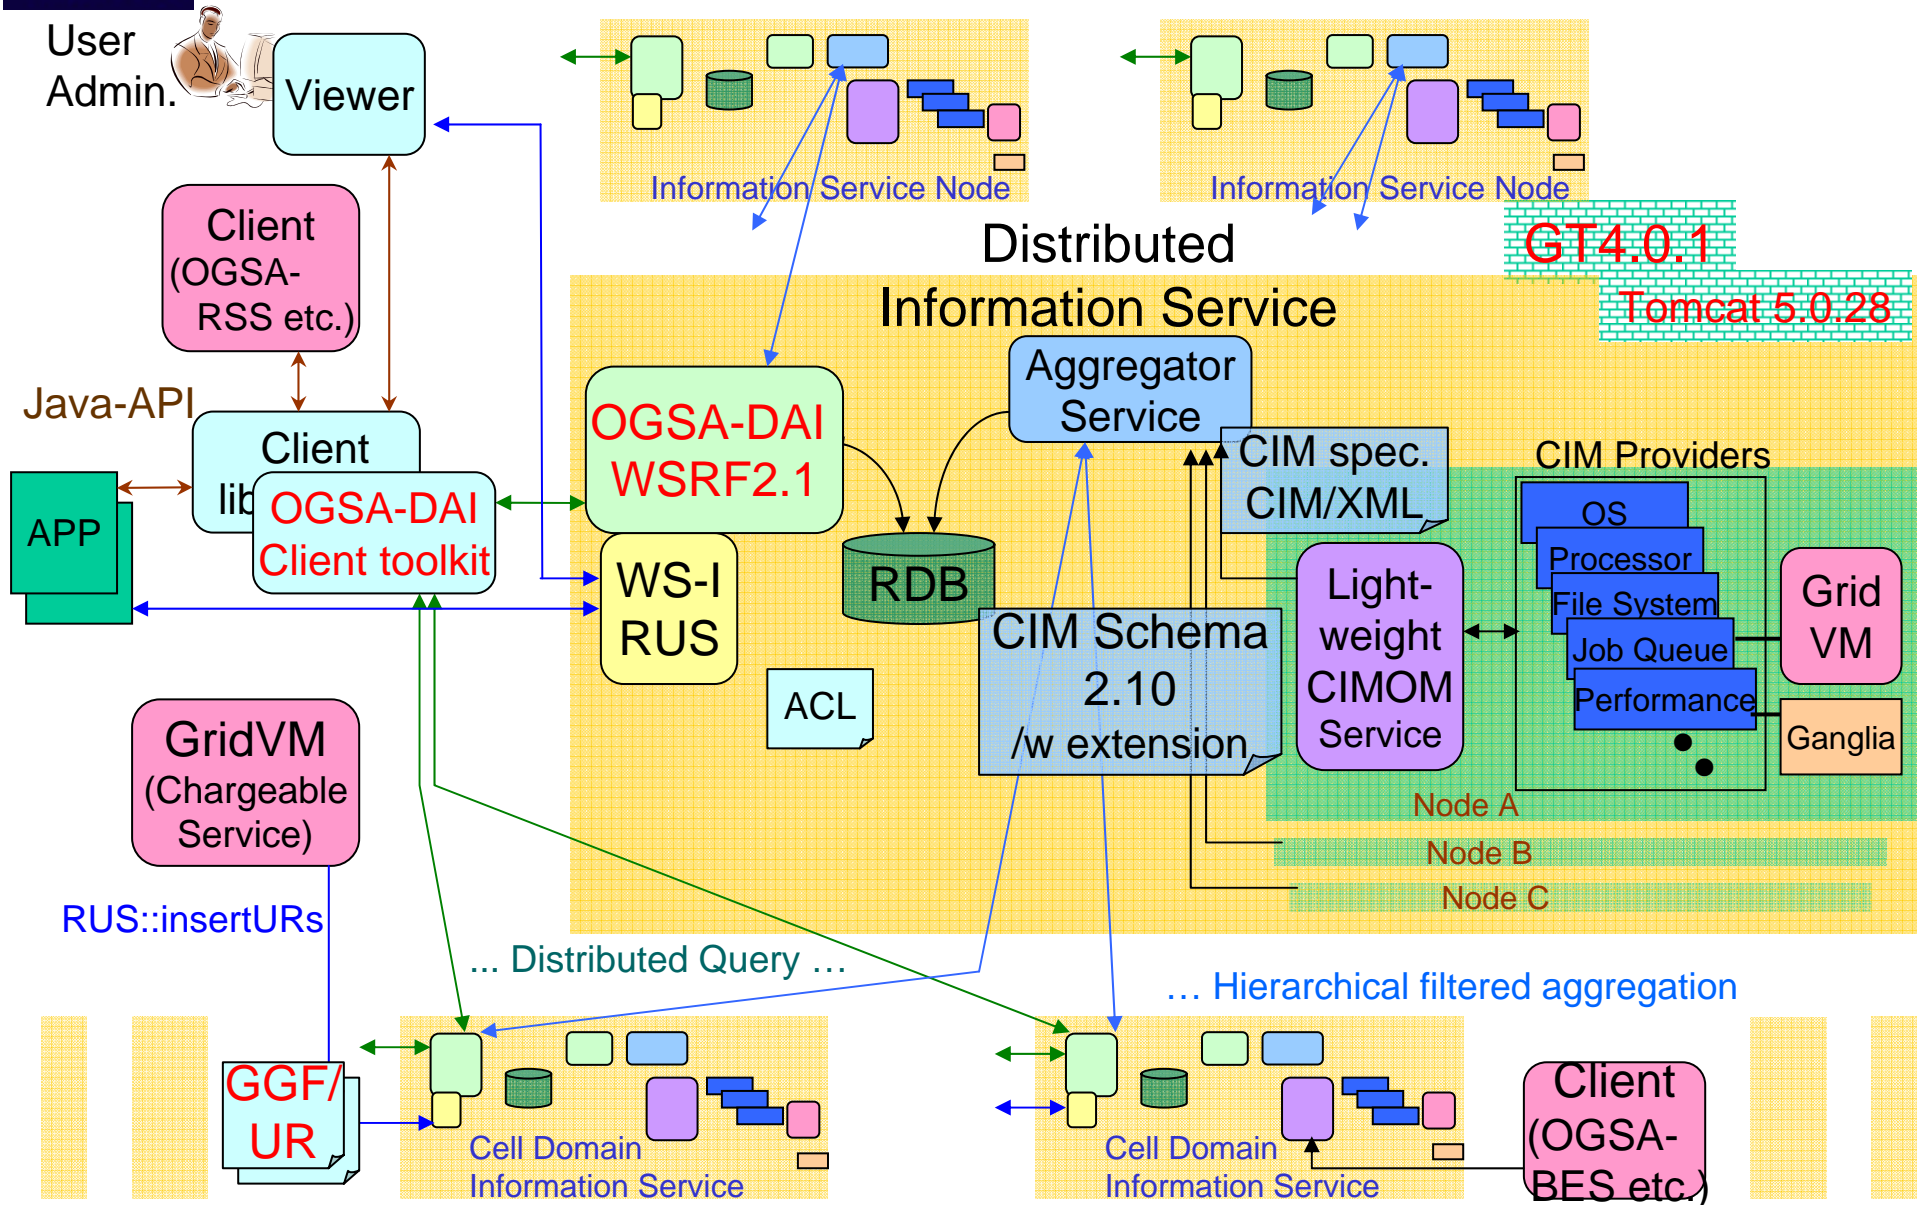 User
Admin.
Viewer
Information Service Node
Information Service Node
Client
(OGSA-
RSS etc.)
Distributed
Information Service
GT4.0.1
Tomcat 5.0.28
Java-API
Client
lib
OGSA-DAI
Client toolkit
APP
OGSA-DAI
WSRF2.1
WS-I
RUS
RDB
ACL
Aggregator
Service
CIM spec.
CIM/XML
CIM Schema
2.10
/w extension
Light-
weight
CIMOM
Service
CIM Providers
OS
Processor
File System
Job Queue
Performance
Grid
VM
Ganglia
Node A
Node B
Node C
GridVM
(Chargeable
Service)
RUS::insertURs
... Distributed Query …
… Hierarchical filtered aggregation
GGF/
UR
Cell Domain
Information Service
Cell Domain
Information Service
Client
(OGSA-
BES etc.)